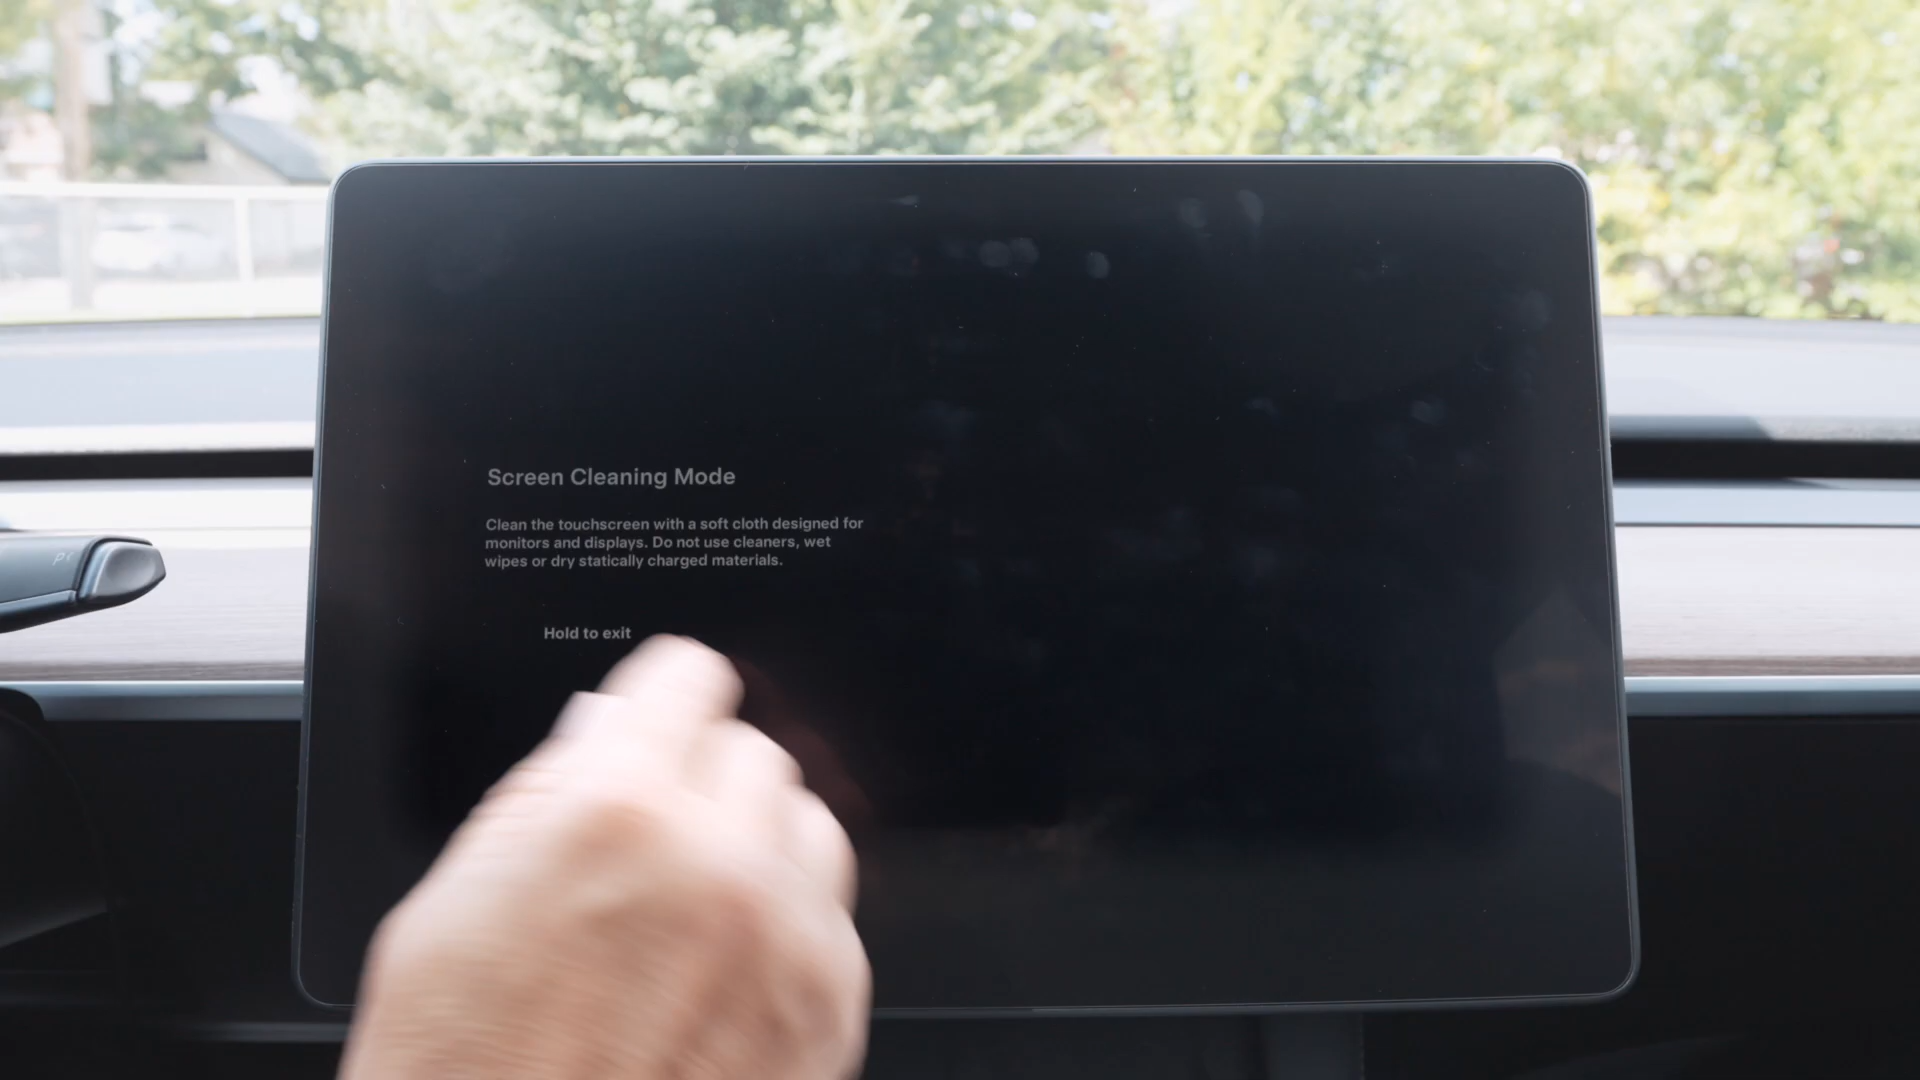 Screen Cleaning Mode
Clean the touchscreen with a soft cloth designed for
monitors and displays. Do not use cleaners, wet
wipes or dry statically charged materials.
Hold to exit